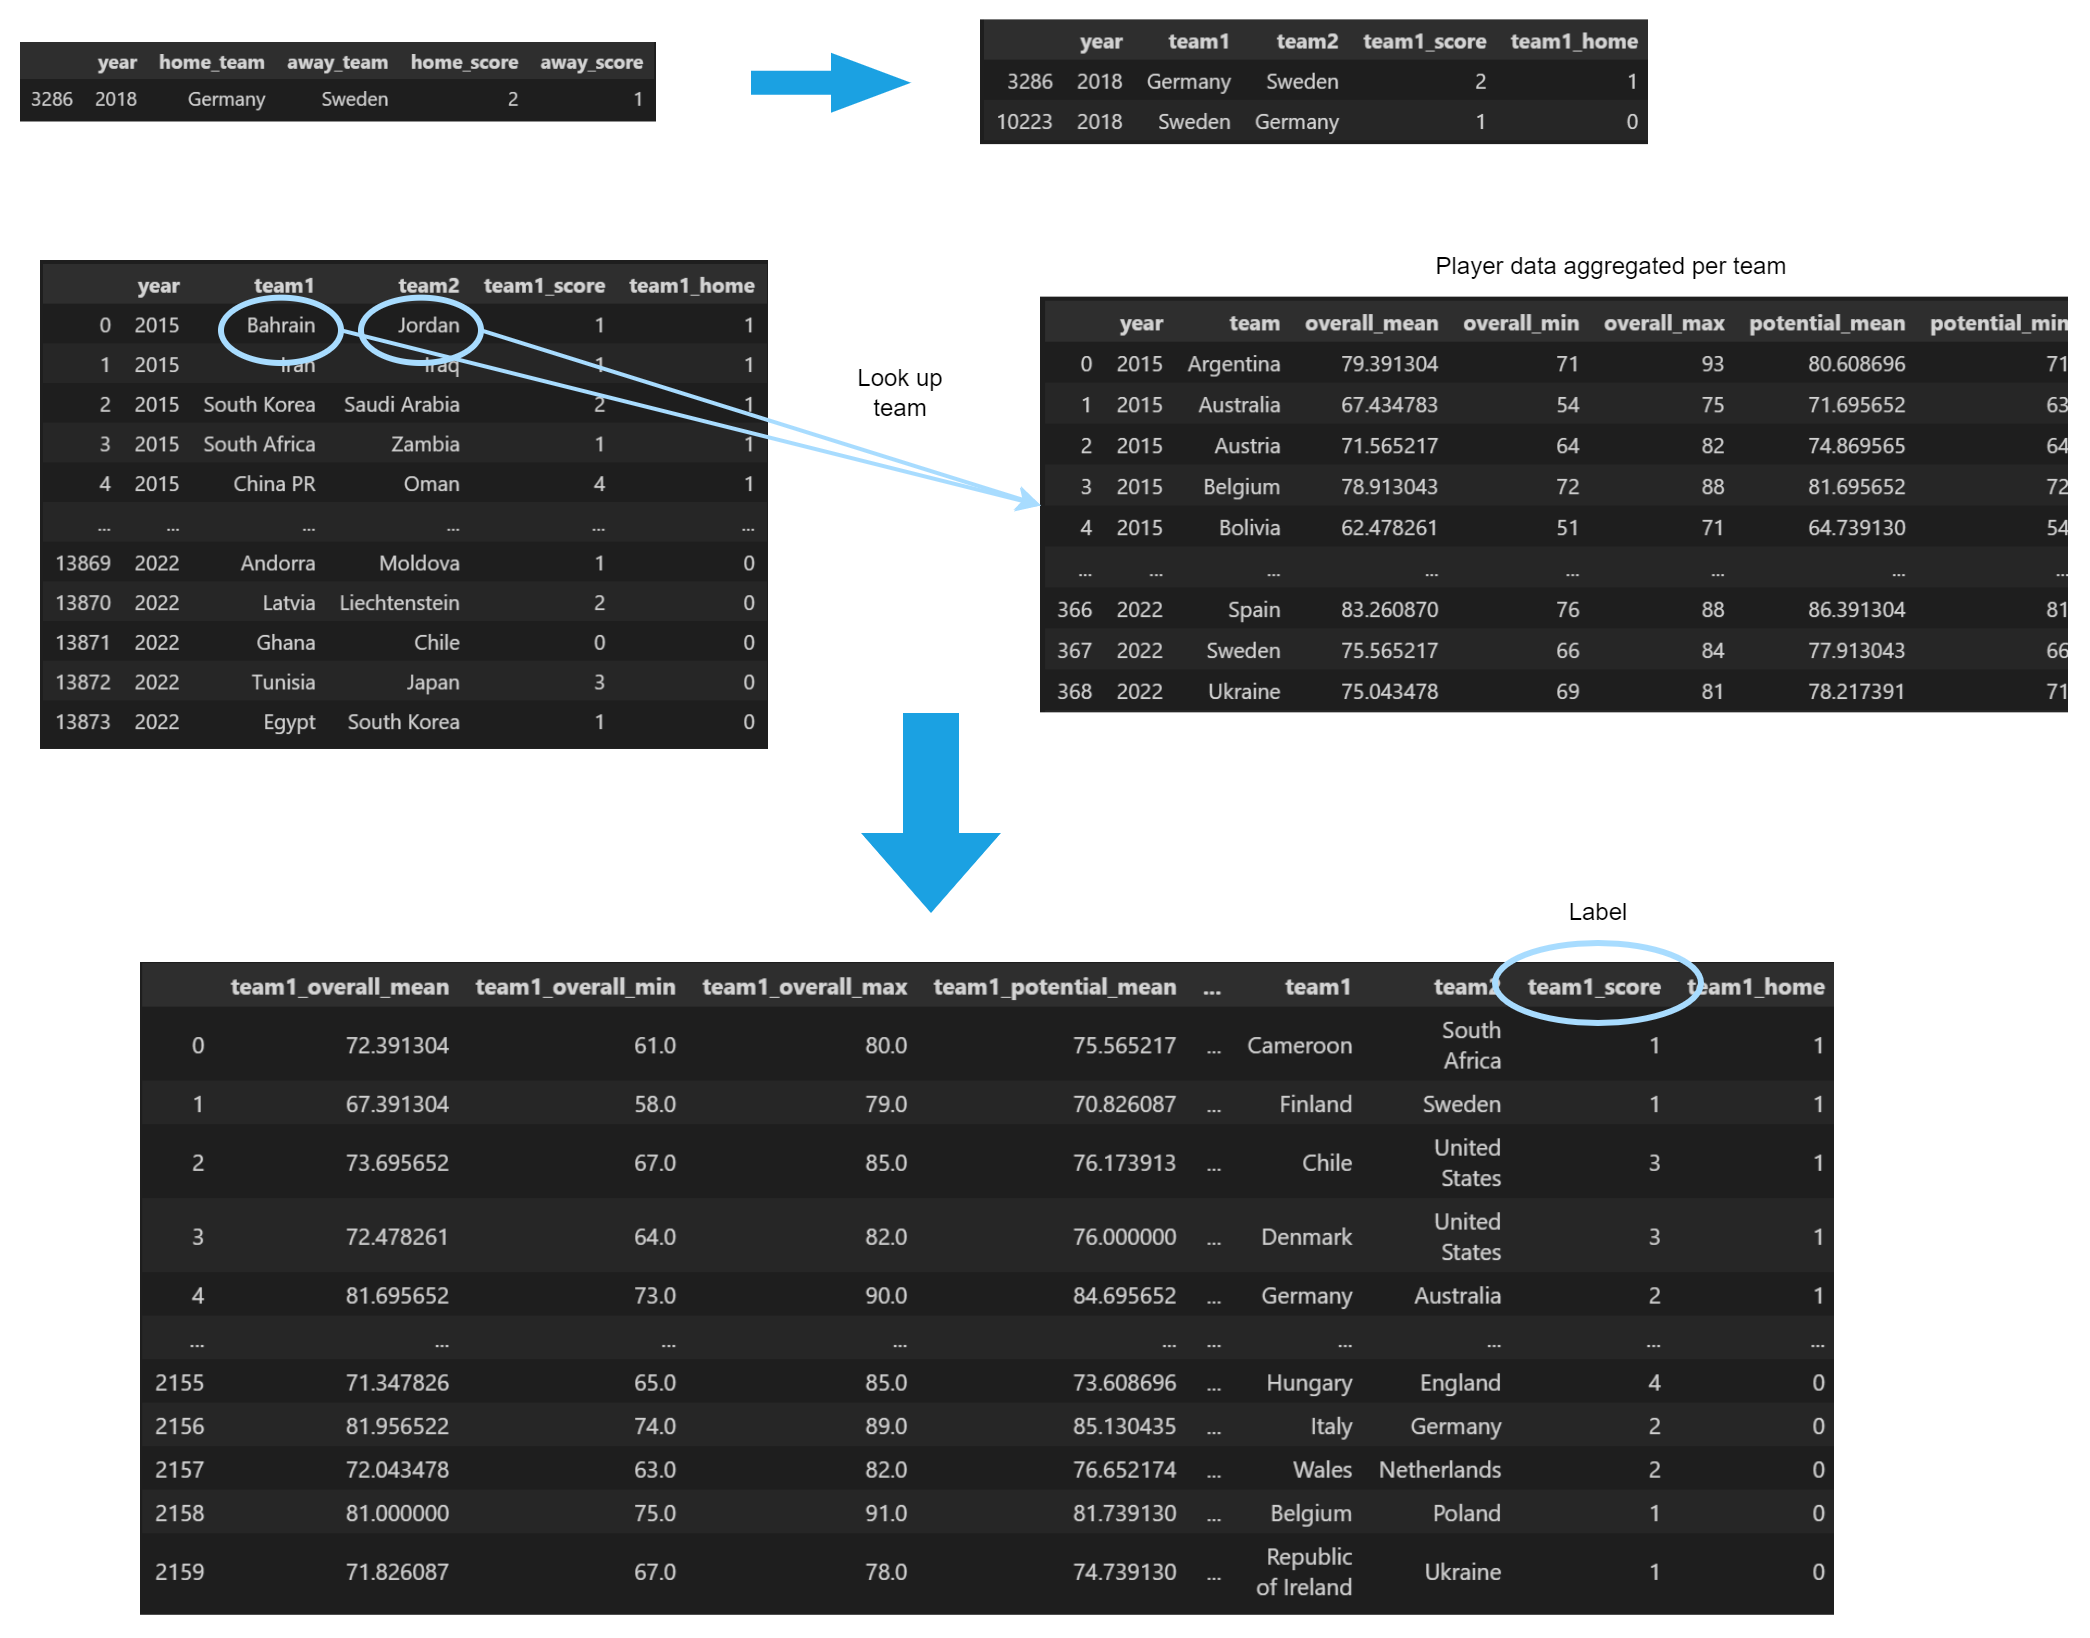 year home_team away_team home_score away_score
3286 2018 Germany Sweden 2 1
year team1 team2 team1_score team1_home
3286 2018 Germany Sweden 2 1
10223 2018 Sweden Germany 1 0
year team1 team2 team1_score team1_home
0 2015 Bahrain Jordan 1 1
1 2015 Iran Iraq 1 1
2 2015 South Korea Saudi Arabia 2 1
3 2015 South Africa Zambia 1 1
4 2015 China PR Oman 4 1
... ... ... ... ... ...
13869 2022 Andorra Moldova 1 0
13870 2022 Latvia Liechtenstein 2 0
13871 2022 Ghana Chile 0 0
13872 2022 Tunisia Japan 3 0
13873 2022 Egypt South Korea 1 0
Look up
team
Player data aggregated per team
year team overall_mean overall_min overall_max potential_mean potential_min
0 2015 Argentina 79.391304 71 93 80.608696 71
1 2015 Australia 67.434783 54 75 71.695652 63
2 2015 Austria 71.565217 64 82 74.869565 64
3 2015 Belgium 78.913043 72 88 81.695652 72
4 2015 Bolivia 62.478261 51 71 64.739130 54
... ... ... ... ... ... ... ...
366 2022 Spain 83.260870 76 88 86.391304 81
367 2022 Sweden 75.565217 66 84 77.913043 66
368 2022 Ukraine 75.043478 69 81 78.217391 71
Label
team1_overall_mean team1_overall_min team1_overall_max team1_potential_mean ... team1 team2 team1_score team1_home
0 72.391304 61.0 80.0 75.565217 ... Cameroon South Africa 1 1
1 67.391304 58.0 79.0 70.826087 ... Finland Sweden 1 1
2 73.695652 67.0 85.0 76.173913 ... Chile United States 3 1
3 72.478261 64.0 82.0 76.000000 ... Denmark United States 3 1
4 81.695652 73.0 90.0 84.695652 ... Germany Australia 2 1
... ... ... ... ... ... ... ... ... ...
2155 71.347826 65.0 85.0 73.608696 ... Hungary England 4 0
2156 81.956522 74.0 89.0 85.130435 ... Italy Germany 2 0
2157 72.043478 63.0 82.0 76.652174 ... Wales Netherlands 2 0
2158 81.000000 75.0 91.0 81.739130 ... Belgium Poland 1 0
2159 71.826087 67.0 78.0 74.739130 ... Republic of Ireland Ukraine 1 0